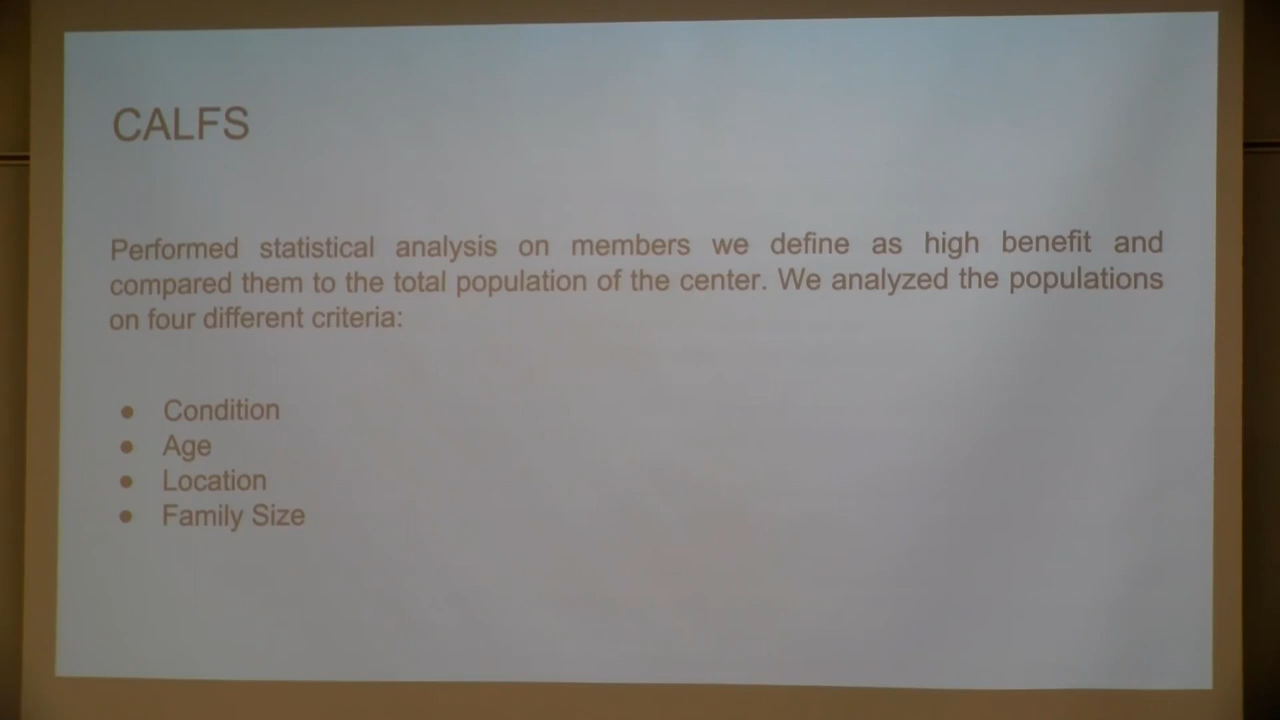 CALFS
Performed statistical analysis on members we define as high benefit and
compared them to the total population of the center. We analyzed the populations
on four different criteria:
● Condition
● Age
● Location
● Family Size